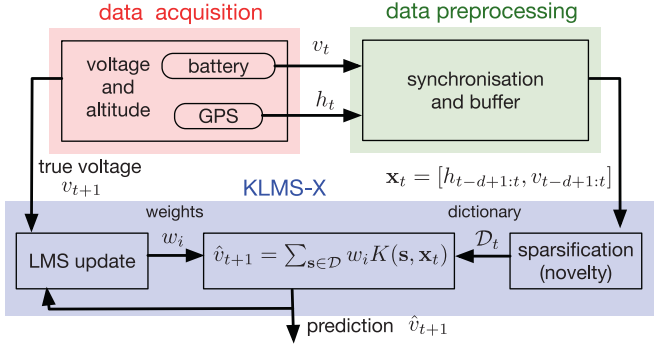 data acquisition
data preprocessing
voltage
and
altitude
battery
GPS
v_t
h_t
synchronisation
and buffer
true voltage
v_{t+1}
KLMS-X
x_t = [h_{t-d+1:t}, v_{t-d+1:t}]
weights
dictionary
LMS update
w_i
v̂_{t+1} = ∑_{s∈D} w_i K(s, x_t)
D_t
sparsification
(novelty)
prediction v̂_{t+1}